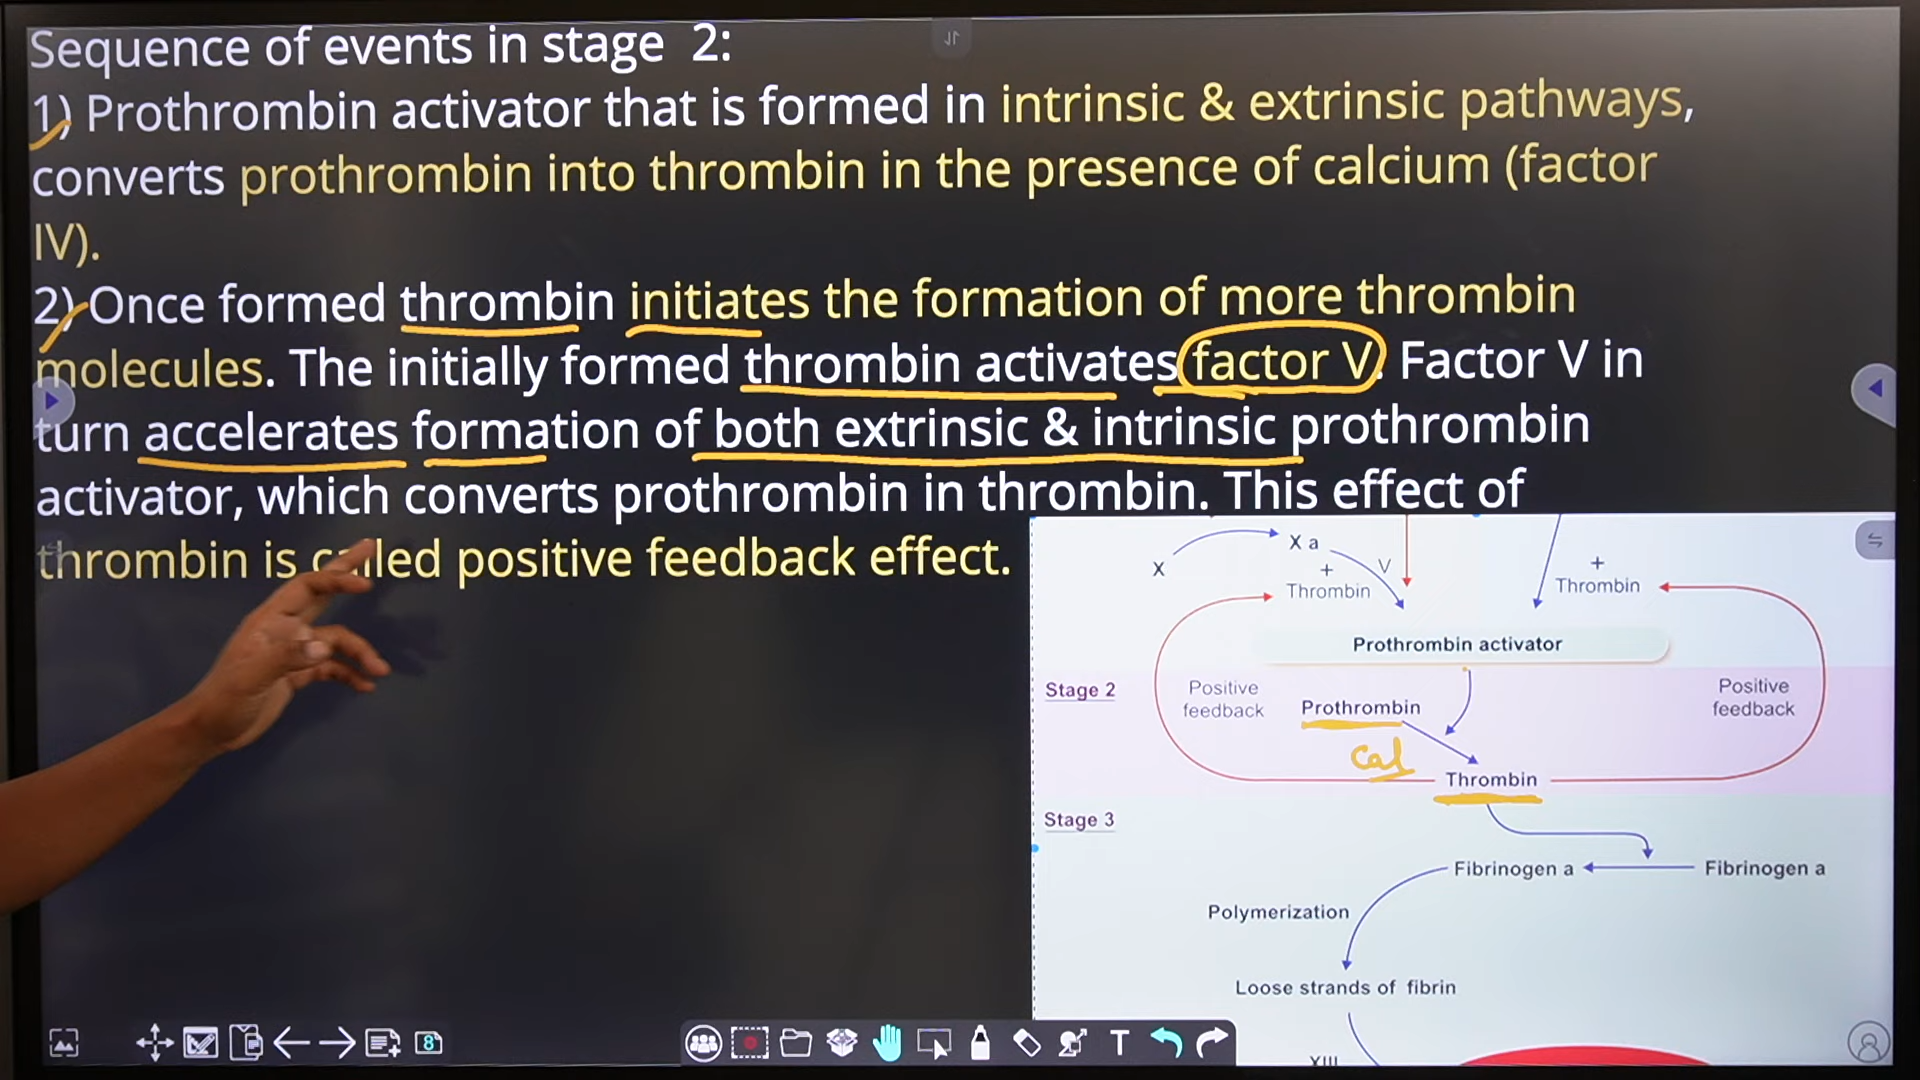 Sequence of events in stage 2:
1) Prothrombin activator that is formed in intrinsic & extrinsic pathways,
converts prothrombin into thrombin in the presence of calcium (factor
IV).
2) Once formed thrombin initiates the formation of more thrombin
molecules. The initially formed thrombin activates factor V. Factor V in
turn accelerates formation of both extrinsic & intrinsic prothrombin
activator, which converts prothrombin in thrombin. This effect of
thrombin is called positive feedback effect.
X
X a
+
Thrombin
V
+
Thrombin
Prothrombin activator
Stage 2
Positive
feedback
Prothrombin
Positive
feedback
Cal
Thrombin
Stage 3
Fibrinogen a
Fibrinogen a
Polymerization
Loose strands of fibrin
XIII
8
T